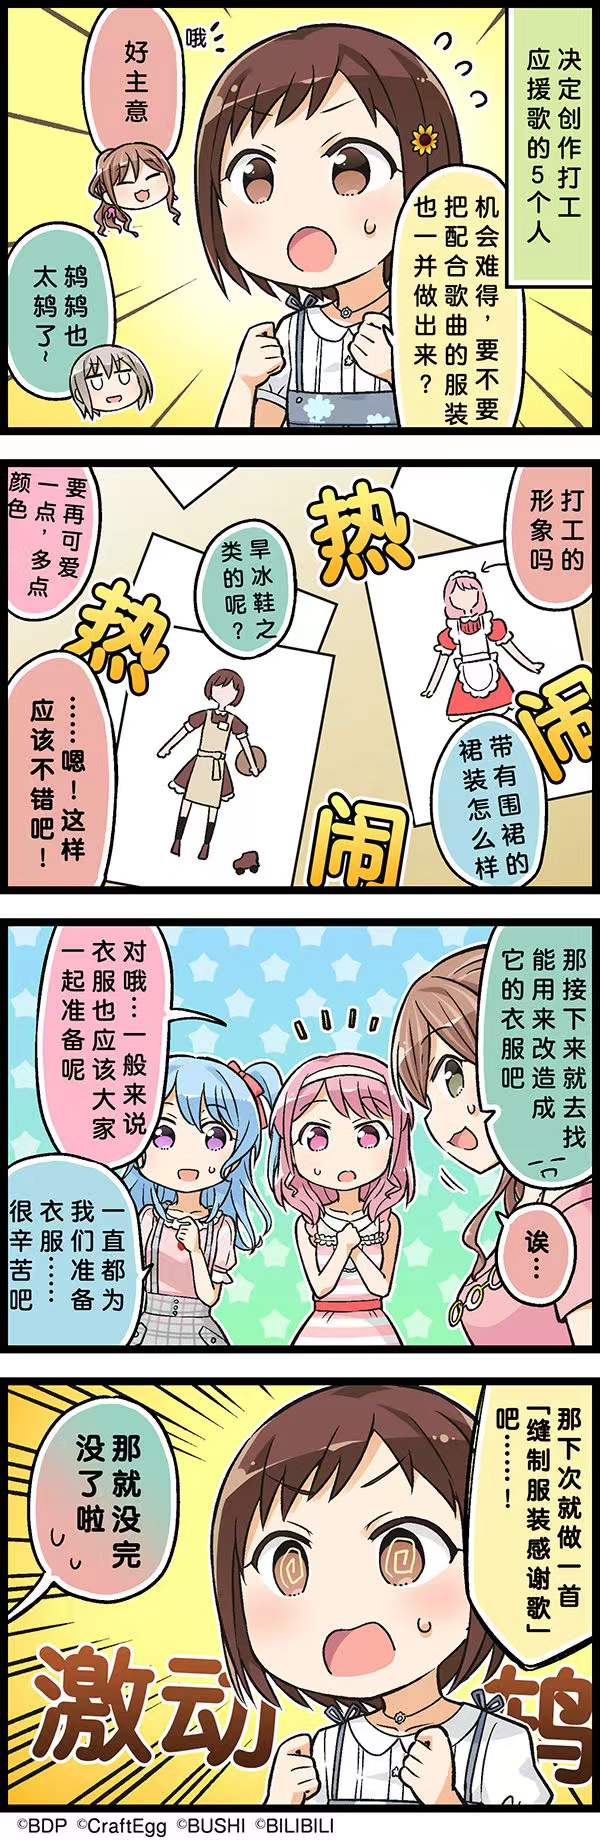 决定创作打工
应援歌的5个人
哦
好主意
机会难得，要不要
把配合歌曲的服装
也一并做出来？
鸫鸫也
太鸫了~
打工的
形象吗
热
闹
旱冰鞋之
类的呢？
要再可爱
一点，多点
颜色
带有围裙的
裙装怎么样
热
闹
……嗯！这样
应该不错吧！
那接下来就去找
能用来改造成
它的衣服吧
诶…
对哦…一般来说
衣服也应该大家
一起准备呢
一直都为
我们准备
衣服……
很辛苦吧
那下次就做一首
「缝制服装感谢歌」
吧……！
那就没完
没了啦
激动
鸫
©BDP ©CraftEgg ©BUSHI ©BILIBILI